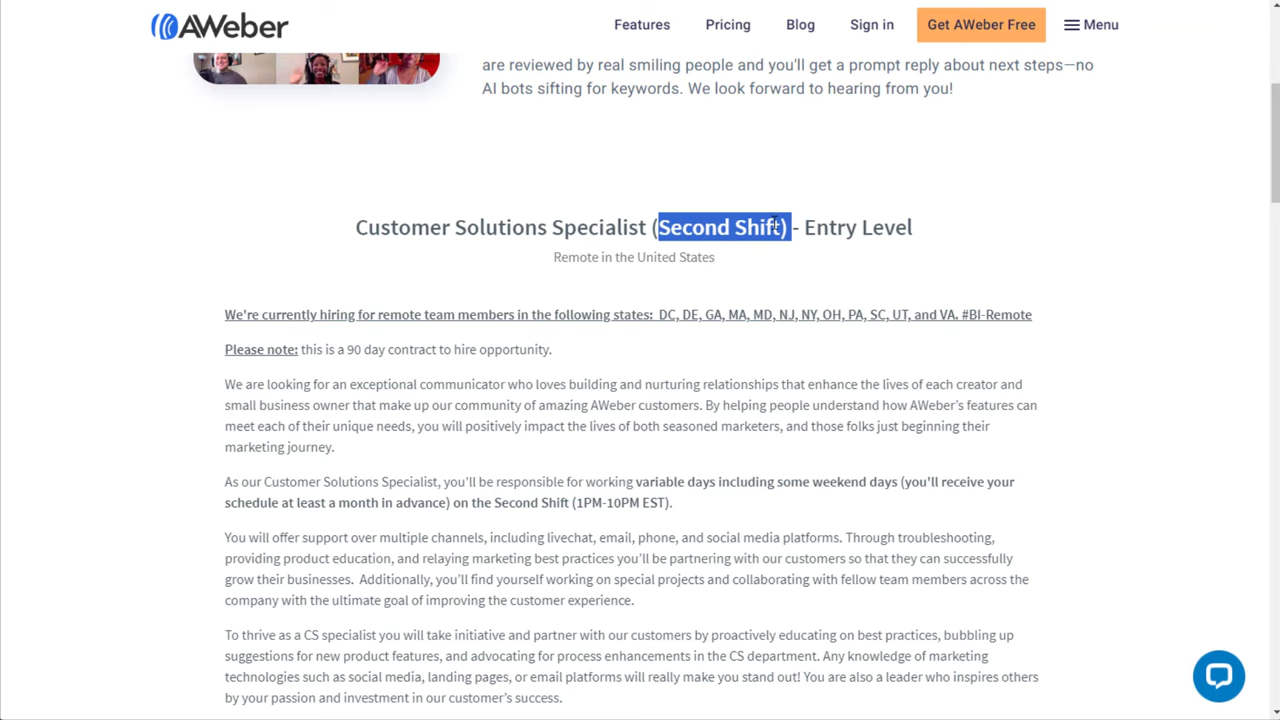 AWeber
Features Pricing Blog Sign in Get AWeber Free Menu
are reviewed by real smiling people and you'll get a prompt reply about next steps—no
AI bots sifting for keywords. We look forward to hearing from you!
Customer Solutions Specialist (Second Shift) - Entry Level
Remote in the United States
We're currently hiring for remote team members in the following states:  DC, DE, GA, MA, MD, NJ, NY, OH, PA, SC, UT, and VA. #BI-Remote
Please note: this is a 90 day contract to hire opportunity.
We are looking for an exceptional communicator who loves building and nurturing relationships that enhance the lives of each creator and
small business owner that make up our community of amazing AWeber customers. By helping people understand how AWeber’s features can
meet each of their unique needs, you will positively impact the lives of both seasoned marketers, and those folks just beginning their
marketing journey.
As our Customer Solutions Specialist, you'll be responsible for working variable days including some weekend days (you'll receive your
schedule at least a month in advance) on the Second Shift (1PM-10PM EST).
You will offer support over multiple channels, including livechat, email, phone, and social media platforms. Through troubleshooting,
providing product education, and relaying marketing best practices you’ll be partnering with our customers so that they can successfully
grow their businesses.  Additionally, you’ll find yourself working on special projects and collaborating with fellow team members across the
company with the ultimate goal of improving the customer experience.
To thrive as a CS specialist you will take initiative and partner with our customers by proactively educating on best practices, bubbling up
suggestions for new product features, and advocating for process enhancements in the CS department. Any knowledge of marketing
technologies such as social media, landing pages, or email platforms will really make you stand out! You are also a leader who inspires others
by your passion and investment in our customer’s success.